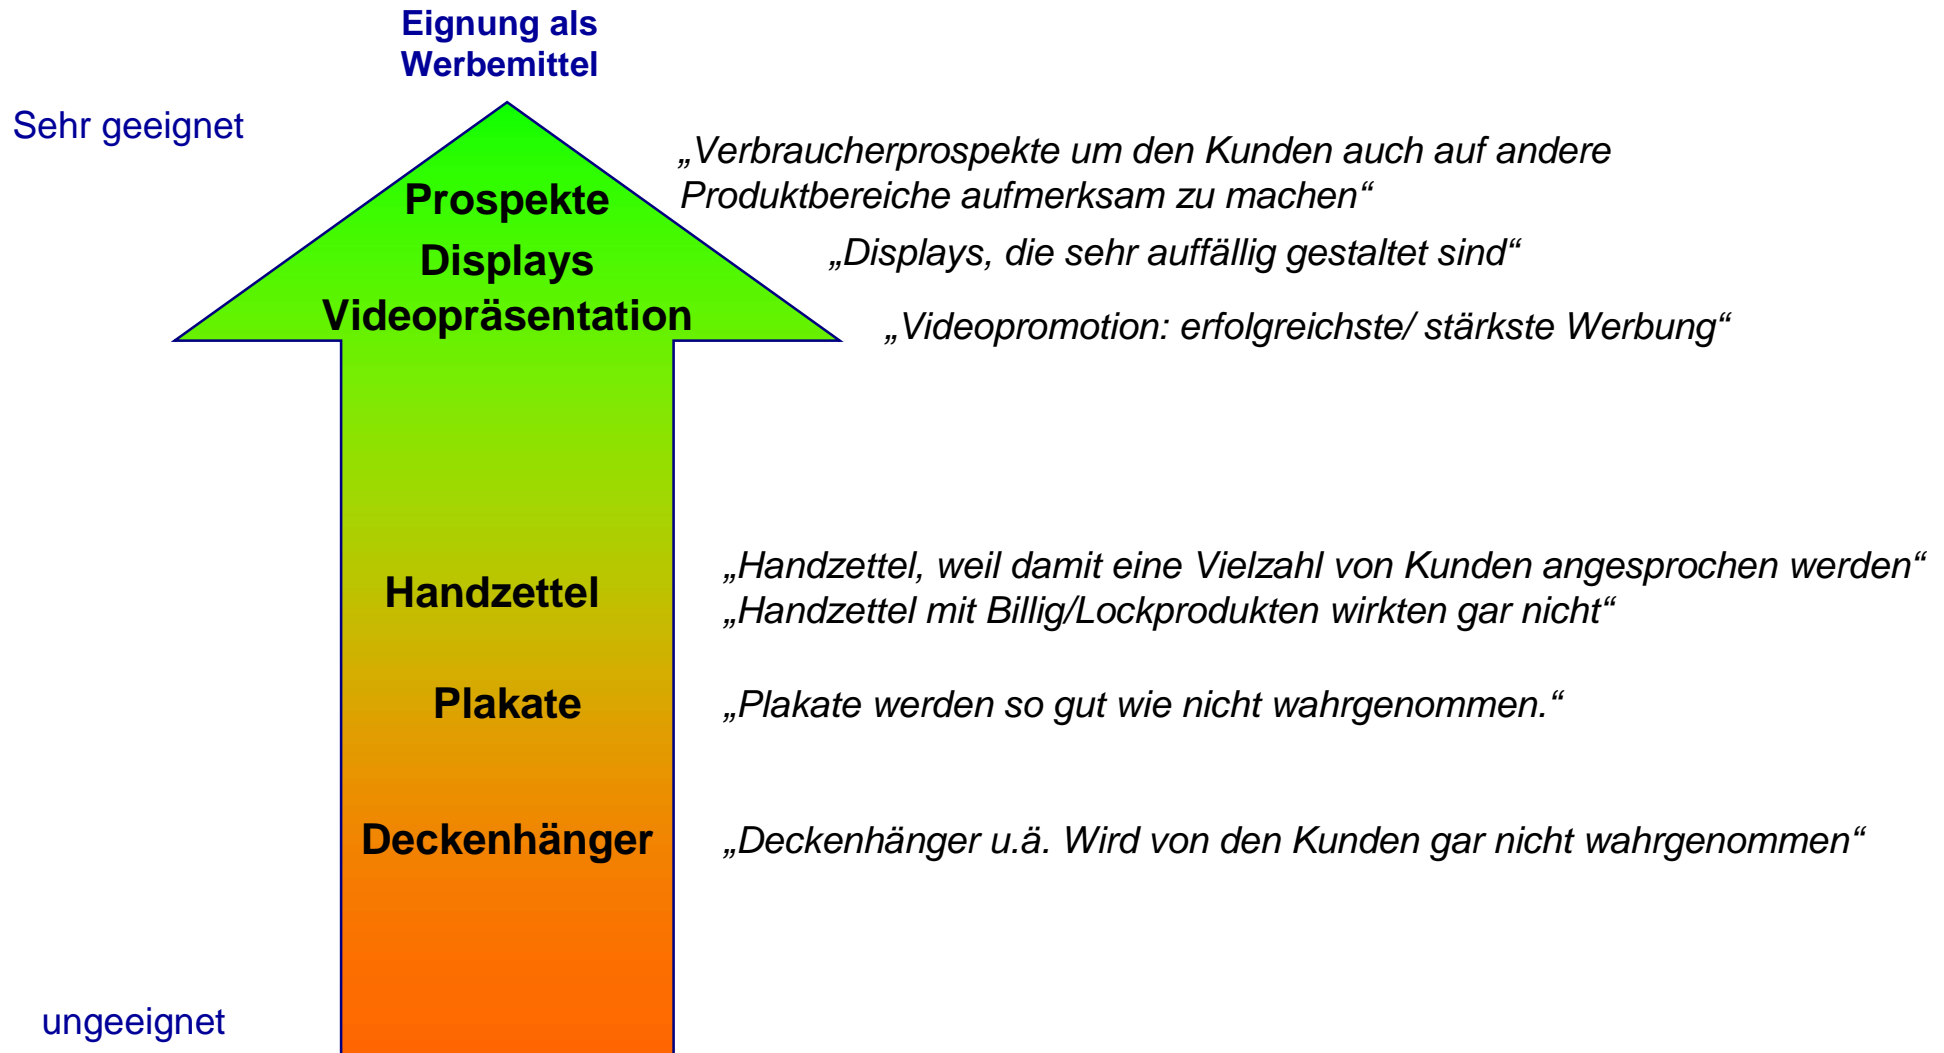 Eignung als
Werbemittel
Sehr geeignet
„Verbraucherprospekte um den Kunden auch auf andere
Produktbereiche aufmerksam zu machen“
Prospekte
Displays
„Displays, die sehr auffällig gestaltet sind“
Videopräsentation
„Videopromotion: erfolgreichste/ stärkste Werbung“
„Handzettel, weil damit eine Vielzahl von Kunden angesprochen werden“
Handzettel
„Handzettel mit Billig/Lockprodukten wirkten gar nicht“
Plakate
„Plakate werden so gut wie nicht wahrgenommen.“
Deckenhänger
„Deckenhänger u.ä. Wird von den Kunden gar nicht wahrgenommen“
ungeeignet